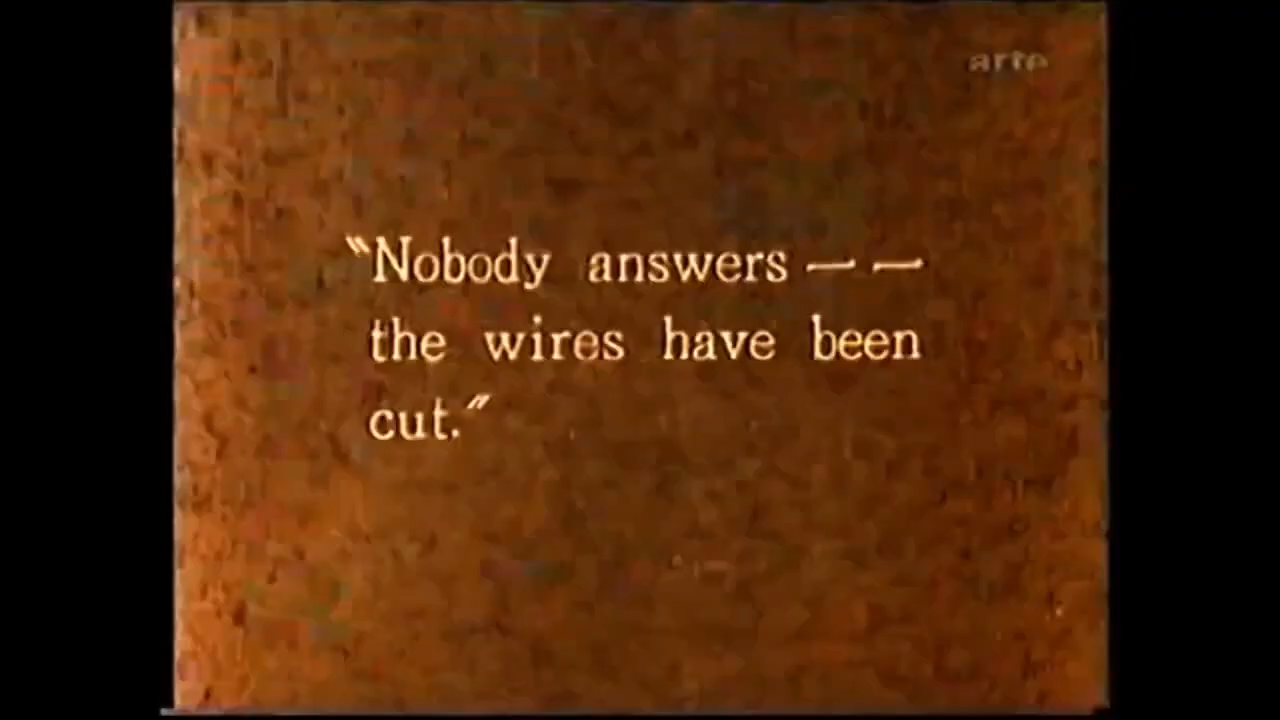 arte
"Nobody answers — —
the wires have been
cut."